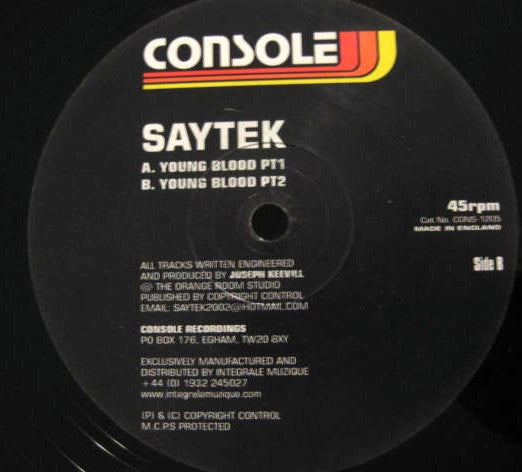 CONSOLE
SAYTEK
A. YOUNG BLOOD PT1
B. YOUNG BLOOD PT2
45rpm
Cat No. CONS-1205
MADE IN ENGLAND
Side B
ALL TRACKS WRITTEN ENGINEERED
AND PRODUCED BY JOSEPH KEEVILL
@ THE ORANGE ROOM STUDIO
PUBLISHED BY COPYRIGHT CONTROL
EMAIL: SAYTEK2002@HOTMAIL.COM
CONSOLE RECORDINGS
PO BOX 176, EGHAM, TW20 8XY
EXCLUSIVELY MANUFACTURED AND
DISTRIBUTED BY INTEGRALE MUZIQUE
+44 (0) 1932 245027
www.integralemuzique.com
(P) & (C) COPYRIGHT CONTROL
M.C.P.S PROTECTED